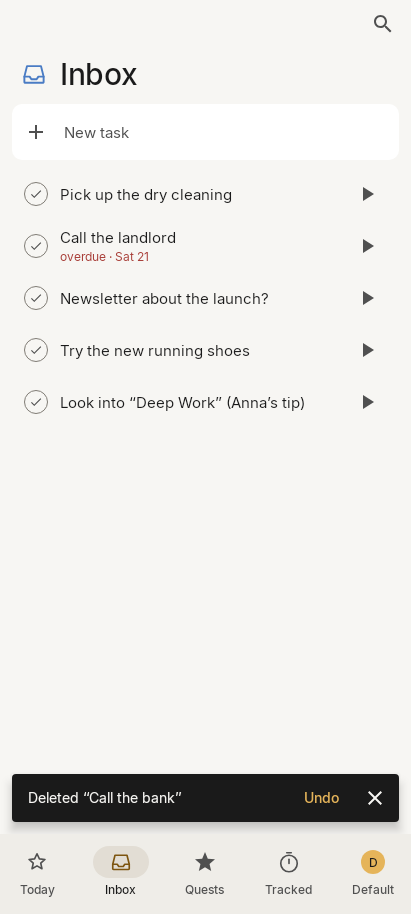 Inbox
New task
Pick up the dry cleaning
Call the landlord
overdue · Sat 21
Newsletter about the launch?
Try the new running shoes
Look into “Deep Work” (Anna’s tip)
Deleted “Call the bank” Undo
D
Today Inbox Quests Tracked Default